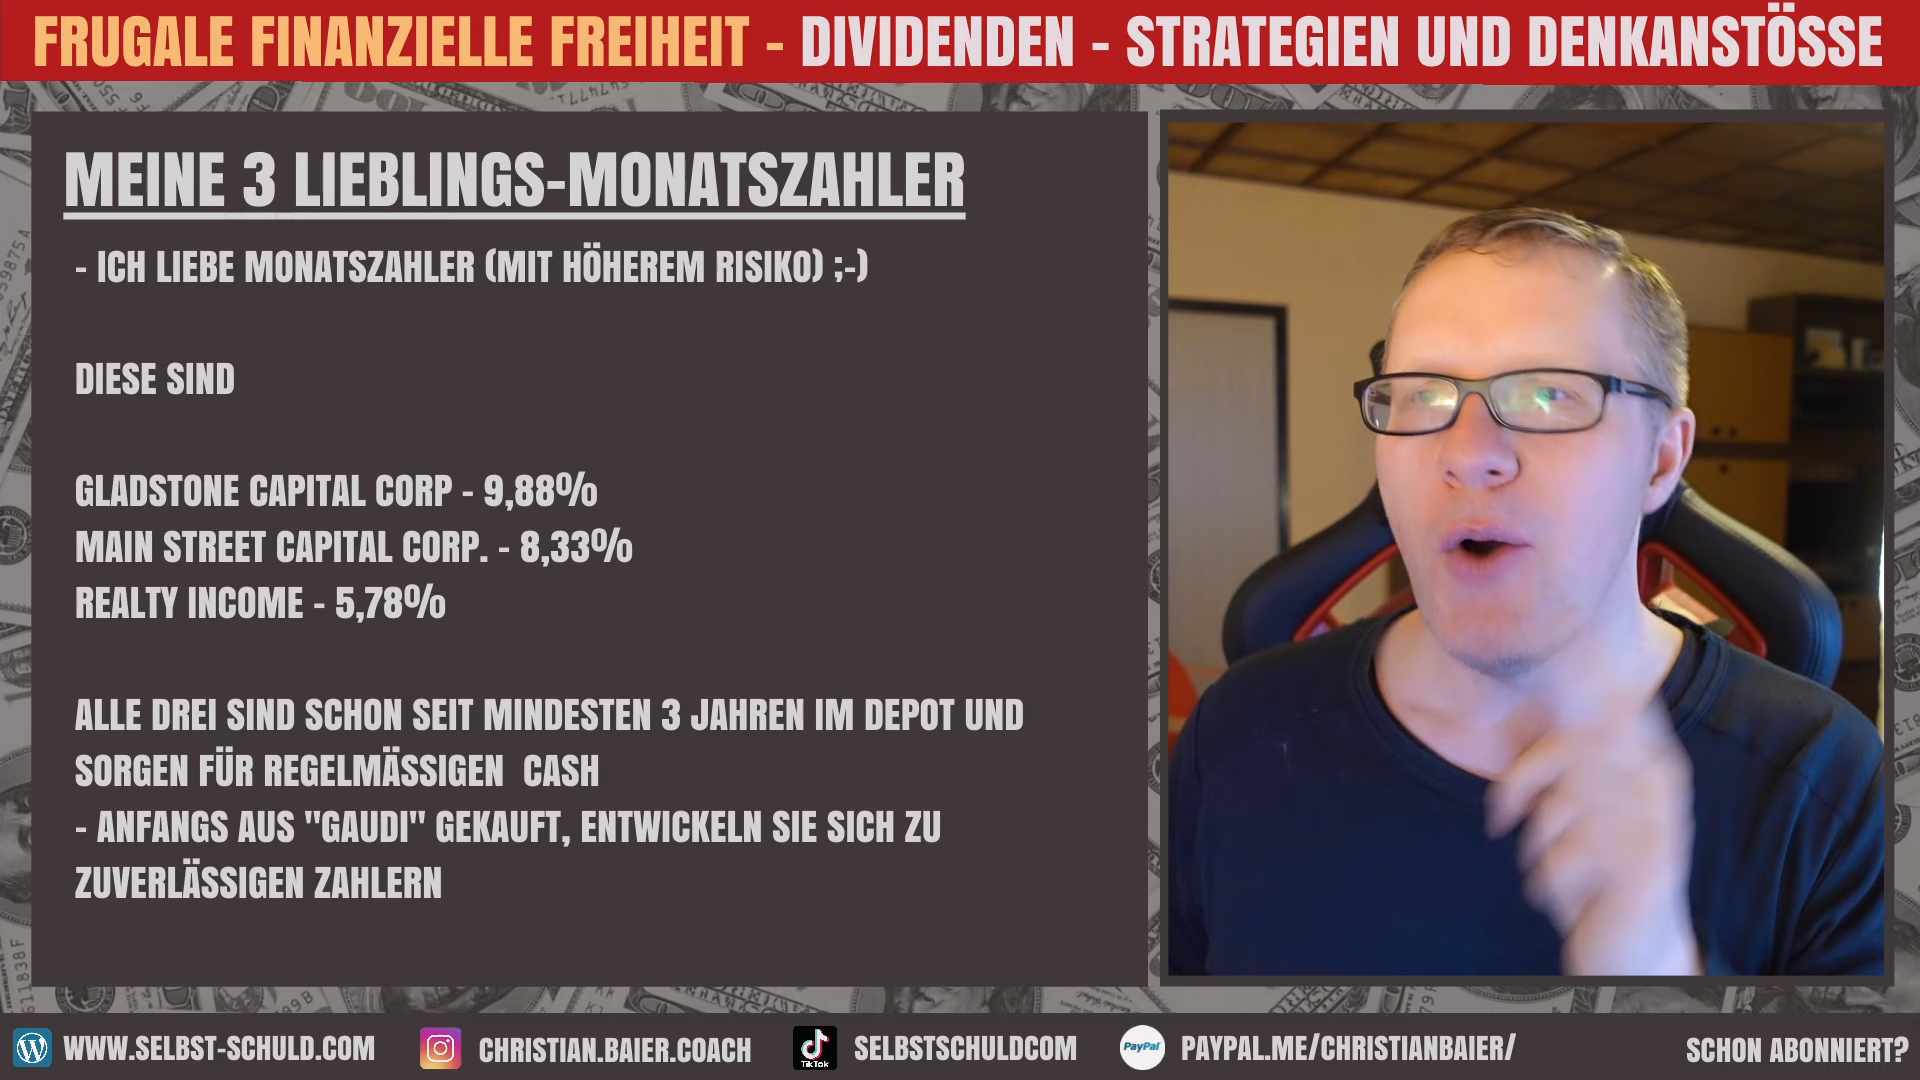 FRUGALE FINANZIELLE FREIHEIT - DIVIDENDEN - STRATEGIEN UND DENKANSTÖSSE
MEINE 3 LIEBLINGS-MONATSZAHLER
- ICH LIEBE MONATSZAHLER (MIT HÖHEREM RISIKO) ;-)
DIESE SIND
GLADSTONE CAPITAL CORP - 9,88%
MAIN STREET CAPITAL CORP. - 8,33%
REALTY INCOME - 5,78%
ALLE DREI SIND SCHON SEIT MINDESTEN 3 JAHREN IM DEPOT UND
SORGEN FÜR REGELMÄSSIGEN CASH
- ANFANGS AUS "GAUDI" GEKAUFT, ENTWICKELN SIE SICH ZU
ZUVERLÄSSIGEN ZAHLERN
WWW.SELBST-SCHULD.COM
CHRISTIAN.BAIER.COACH
TikTok
SELBSTSCHULDCOM
PayPal
PAYPAL.ME/CHRISTIANBAIER/
SCHON ABONNIERT?